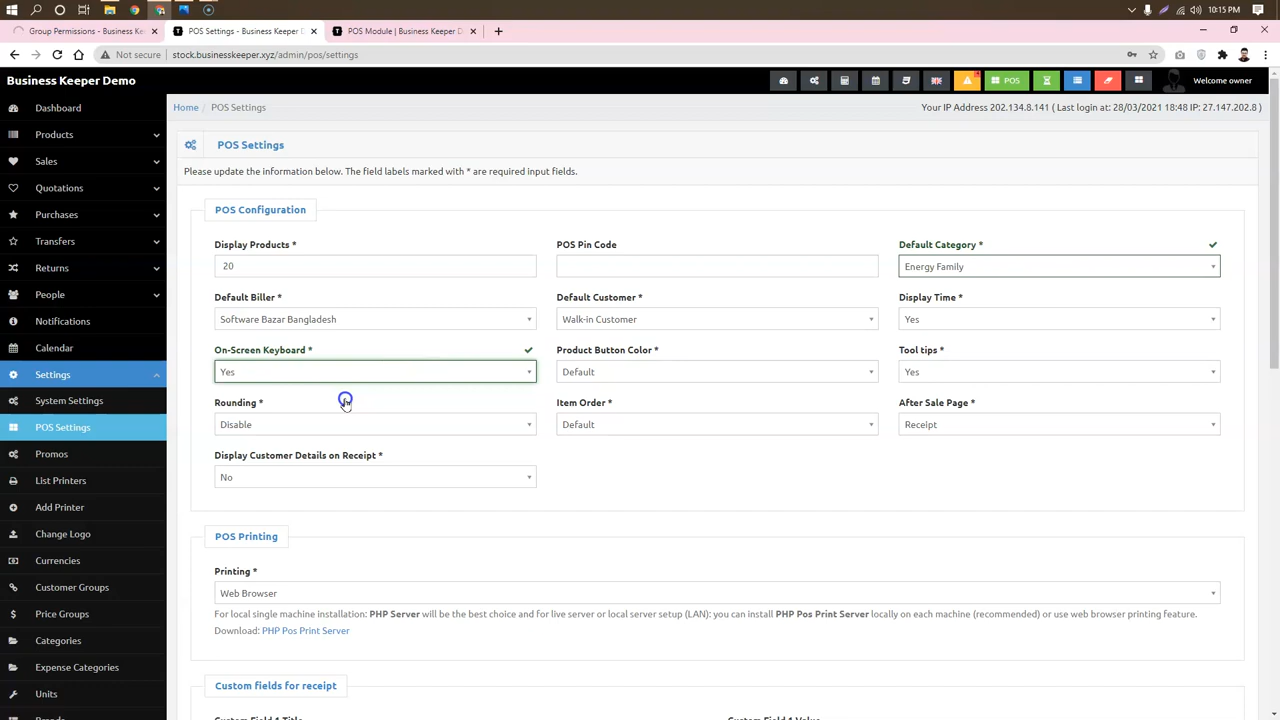 10:15 PM
Group Permissions - Business Ke
POS Settings - Business Keeper D
POS Module | Business Keeper D
Not secure
stock.businesskeeper.xyz/admin/pos/settings
Business Keeper Demo
POS
Welcome owner
Dashboard
Products
Sales
Quotations
Purchases
Transfers
Returns
People
Notifications
Calendar
Settings
System Settings
POS Settings
Promos
List Printers
Add Printer
Change Logo
Currencies
Customer Groups
Price Groups
Categories
Expense Categories
Units
Home / POS Settings
Your IP Address 202.134.8.141 ( Last login at: 28/03/2021 18:48 IP: 27.147.202.8 )
POS Settings
Please update the information below. The field labels marked with * are required input fields.
POS Configuration
Display Products *
20
POS Pin Code
Default Category *
Energy Family
Default Biller *
Software Bazar Bangladesh
Default Customer *
Walk-in Customer
Display Time *
Yes
On-Screen Keyboard *
Yes
Product Button Color *
Default
Tool tips *
Yes
Rounding *
Disable
Item Order *
Default
After Sale Page *
Receipt
Display Customer Details on Receipt *
No
POS Printing
Printing *
Web Browser
For local single machine installation: PHP Server will be the best choice and for live server or local server setup (LAN): you can install PHP Pos Print Server locally on each machine (recommended) or use web browser printing feature.
Download: PHP Pos Print Server
Custom fields for receipt
Custom Field 1 Title
Custom Field 1 Value